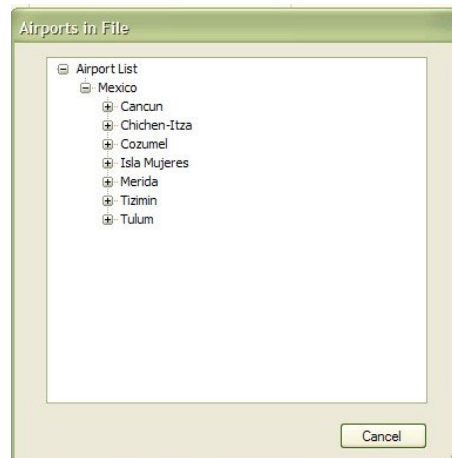 Airports in File
Airport List
Mexico
Cancun
Chichen-Itza
Cozumel
Isla Mujeres
Merida
Tizimin
Tulum
Cancel